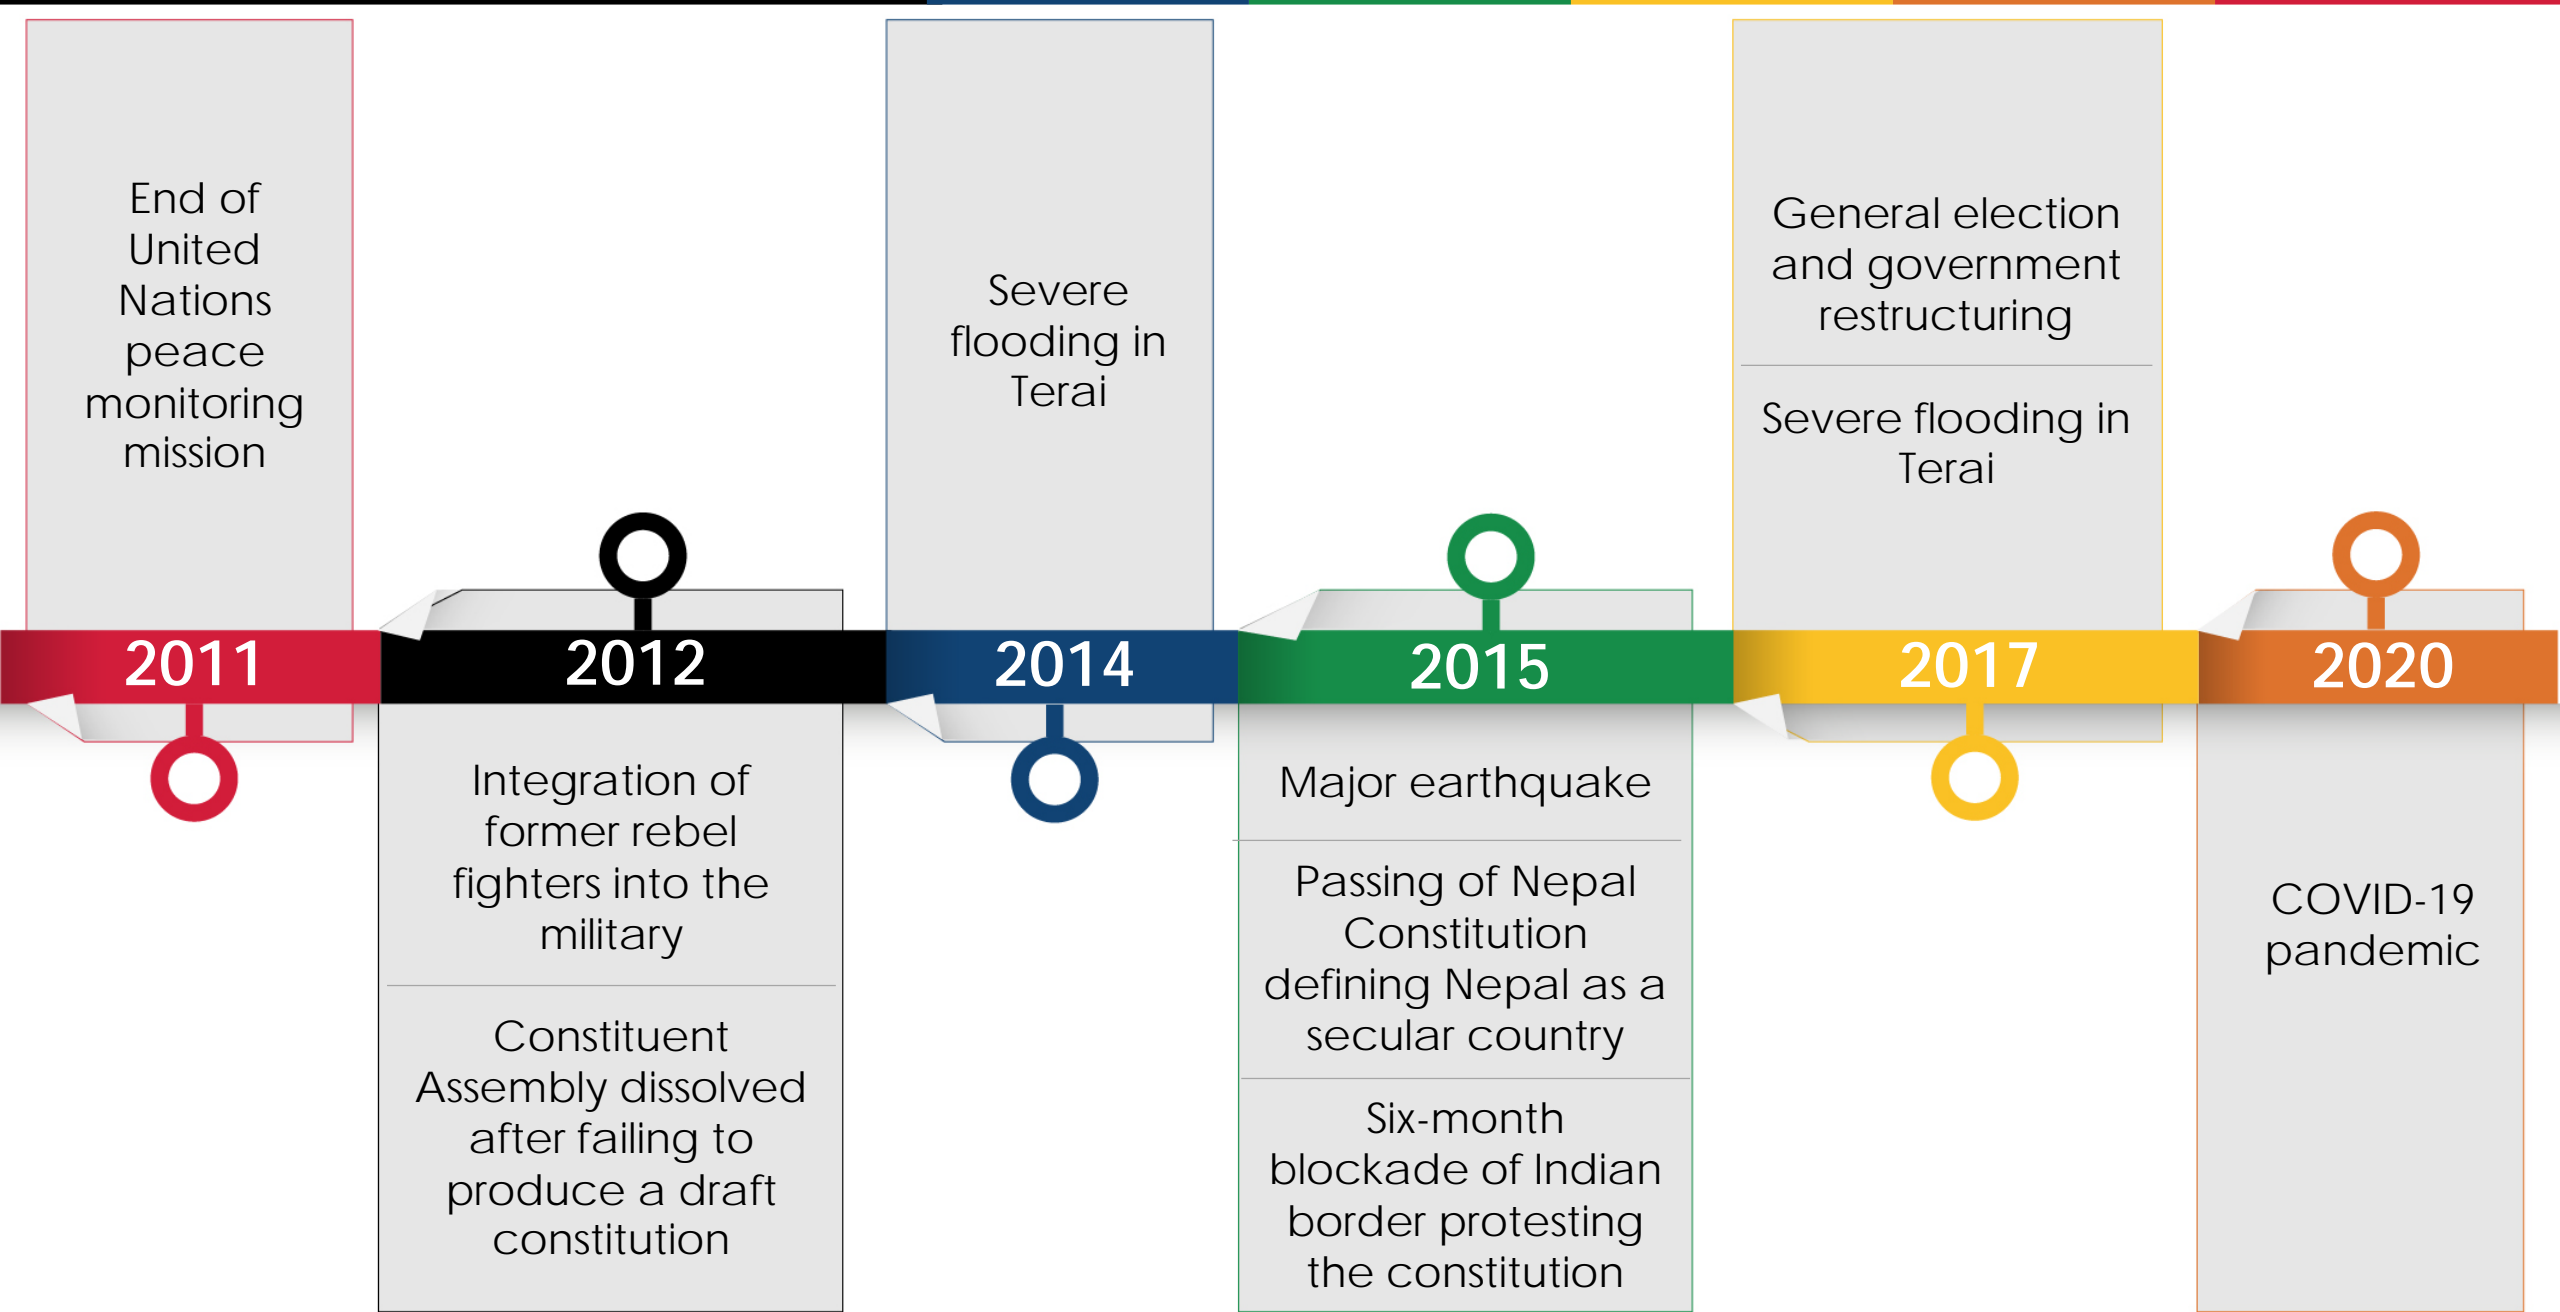 End of
United
Nations
peace
monitoring
mission
2011
2012
Integration of
former rebel
fighters into the
military
Constituent
Assembly dissolved
after failing to
produce a draft
constitution
Severe
flooding in
Terai
2014
2015
Major earthquake
Passing of Nepal
Constitution
defining Nepal as a
secular country
Six-month
blockade of Indian
border protesting
the constitution
General election
and government
restructuring
Severe flooding in
Terai
2017
2020
COVID-19
pandemic